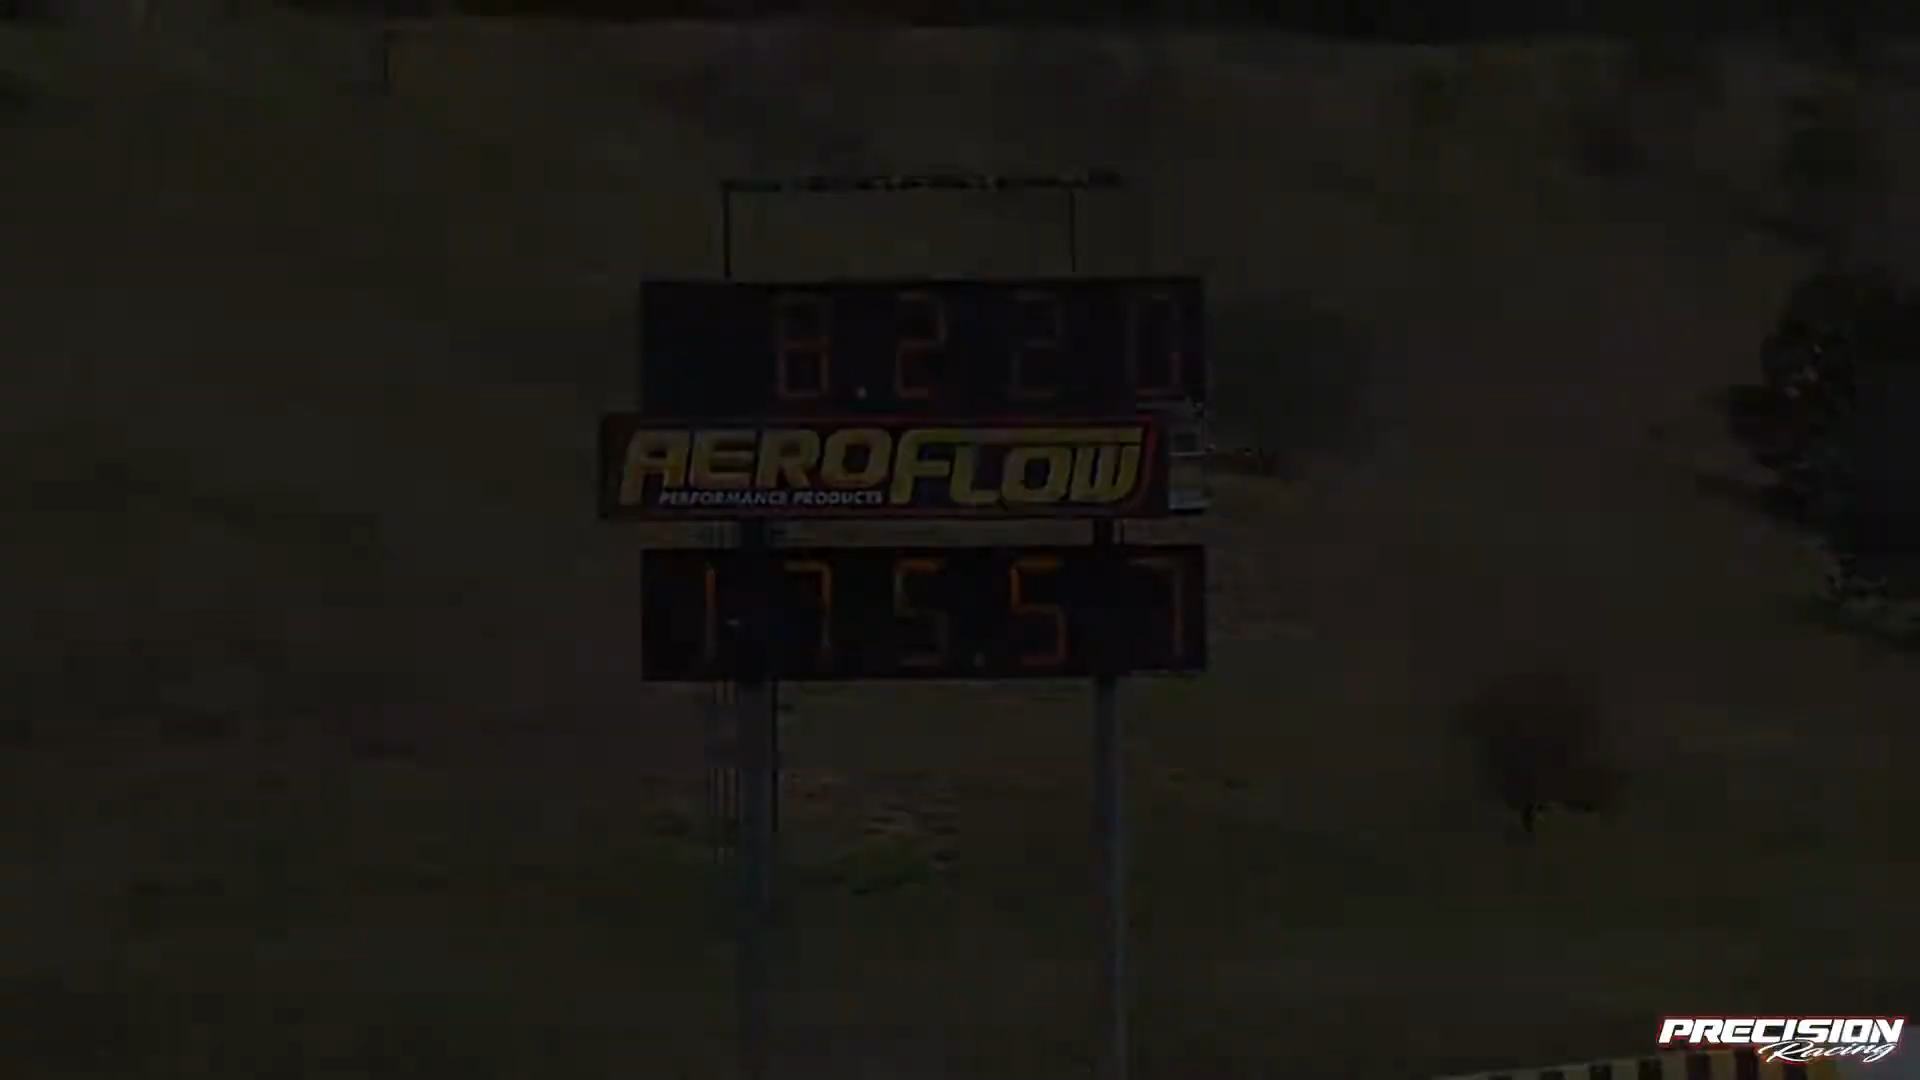 8.220
AEROFLOW
PERFORMANCE PRODUCTS
175.57
PRECISION
Racing